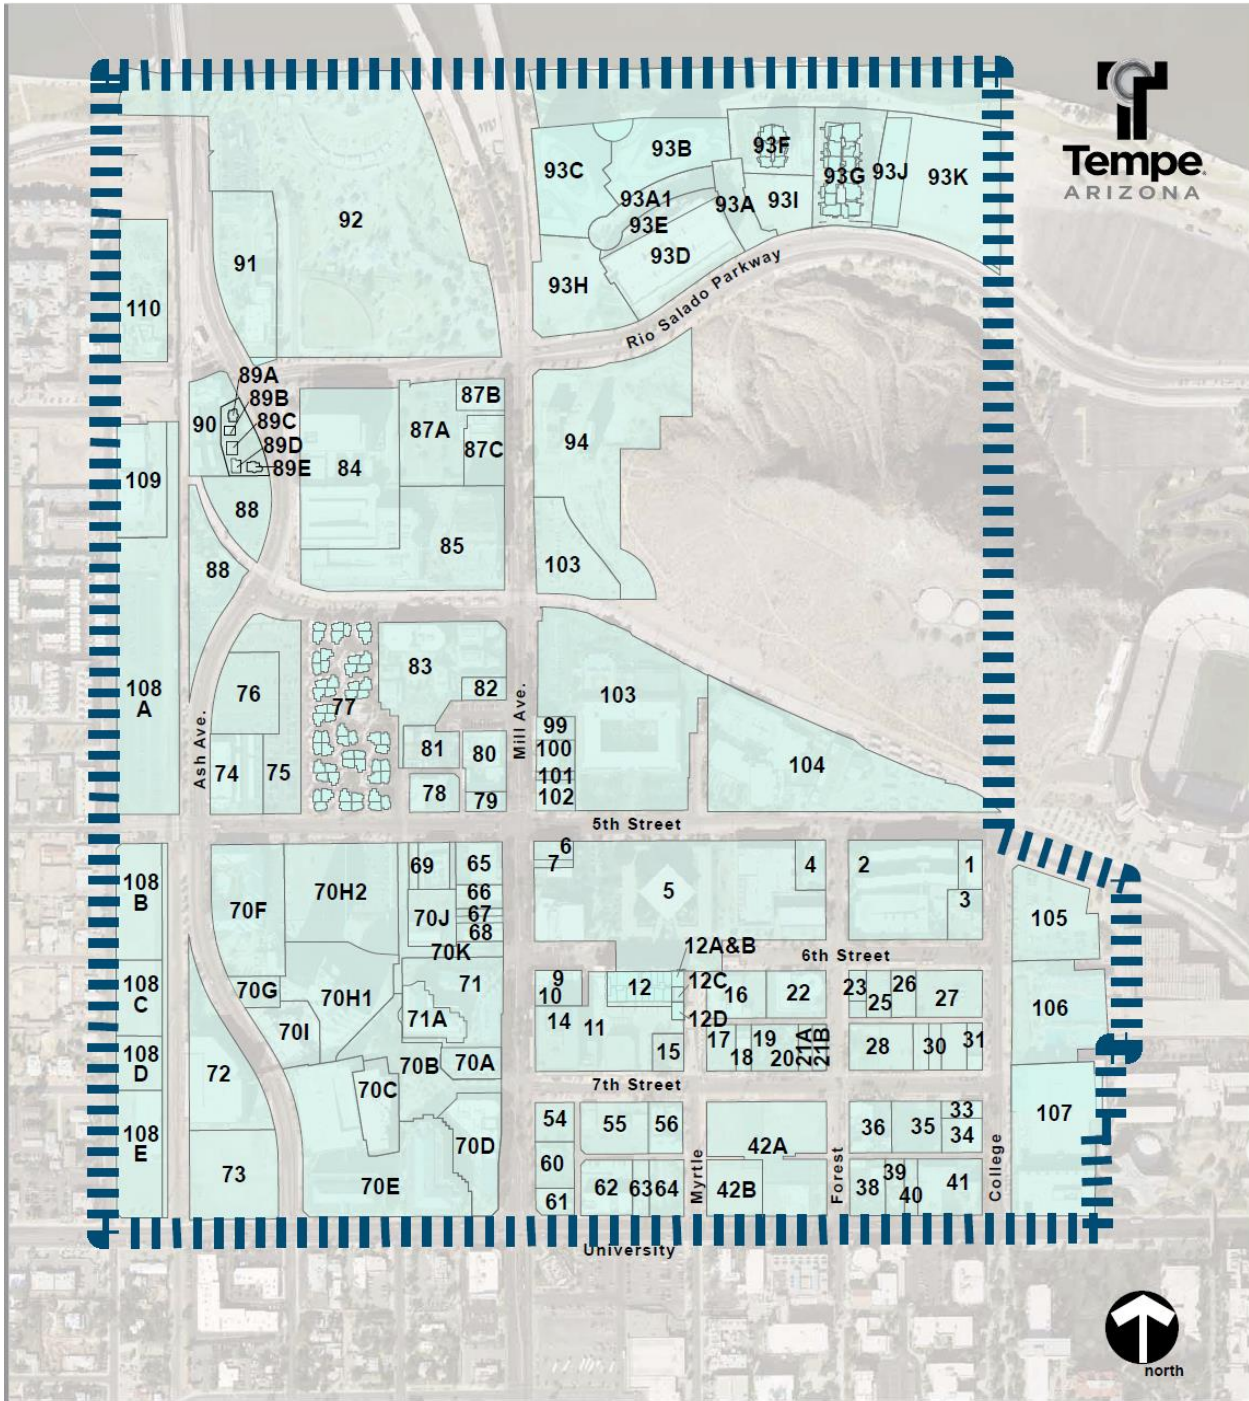 Tempe
ARIZONA
93F
93B
93C
93G
93J
93K
93A1
93A
93I
92
93E
93D
91
93H
110
Rio Salado Parkway
89A
87B
89B
90
89C
87A
94
89D
87C
89E
84
109
88
85
103
88
83
82
108
A
76
103
77
Ash Ave.
Mill Ave.
99
81
80
100
104
74
75
101
78
79
102
5th Street
6
69
65
7
4
2
1
108
B
66
5
3
70F
70H2
70J
67
68
105
70K
12A&B
6th Street
108
C
70G
70H1
71
9
10
12
12C
16
22
23
25
26
27
106
71A
14
12D
70I
11
17
18
19
20
21A
21B
28
30
31
108
D
15
72
70B
70A
70C
7th Street
54
55
56
36
35
33
34
107
108
E
70D
42A
73
70E
60
61
62
63
64
Myrtle
42B
Forest
38
39
40
41
College
University
north